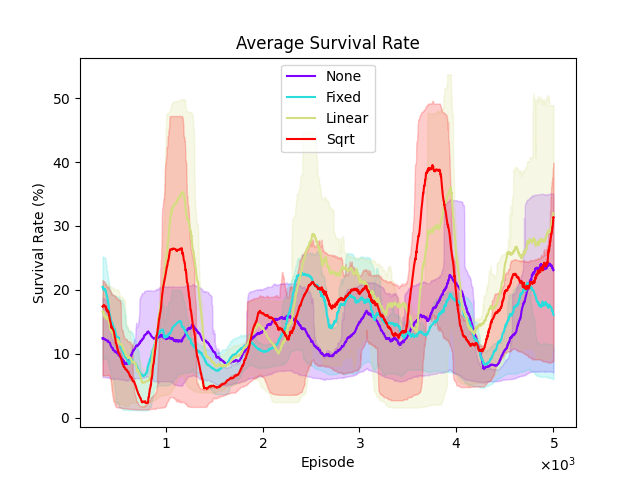 Average Survival Rate
None
Fixed
Linear
Sqrt
Survival Rate (%)
50
40
30
20
10
0
1 2 3 4 5
Episode
×10³